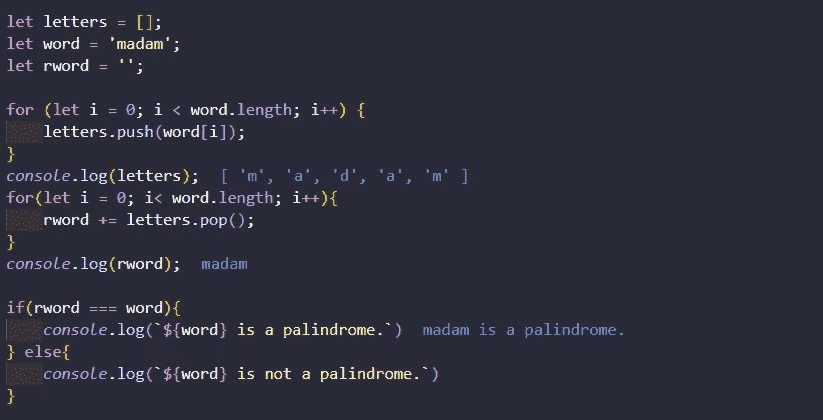 let letters = [];
let word = 'madam';
let rword = '';
for (let i = 0; i < word.length; i++) {
letters.push(word[i]);
}
console.log(letters);  [ 'm', 'a', 'd', 'a', 'm' ]
for(let i = 0; i< word.length; i++){
rword += letters.pop();
}
console.log(rword);  madam
if(rword === word){
console.log(`${word} is a palindrome.`)  madam is a palindrome.
} else{
console.log(`${word} is not a palindrome.`)
}